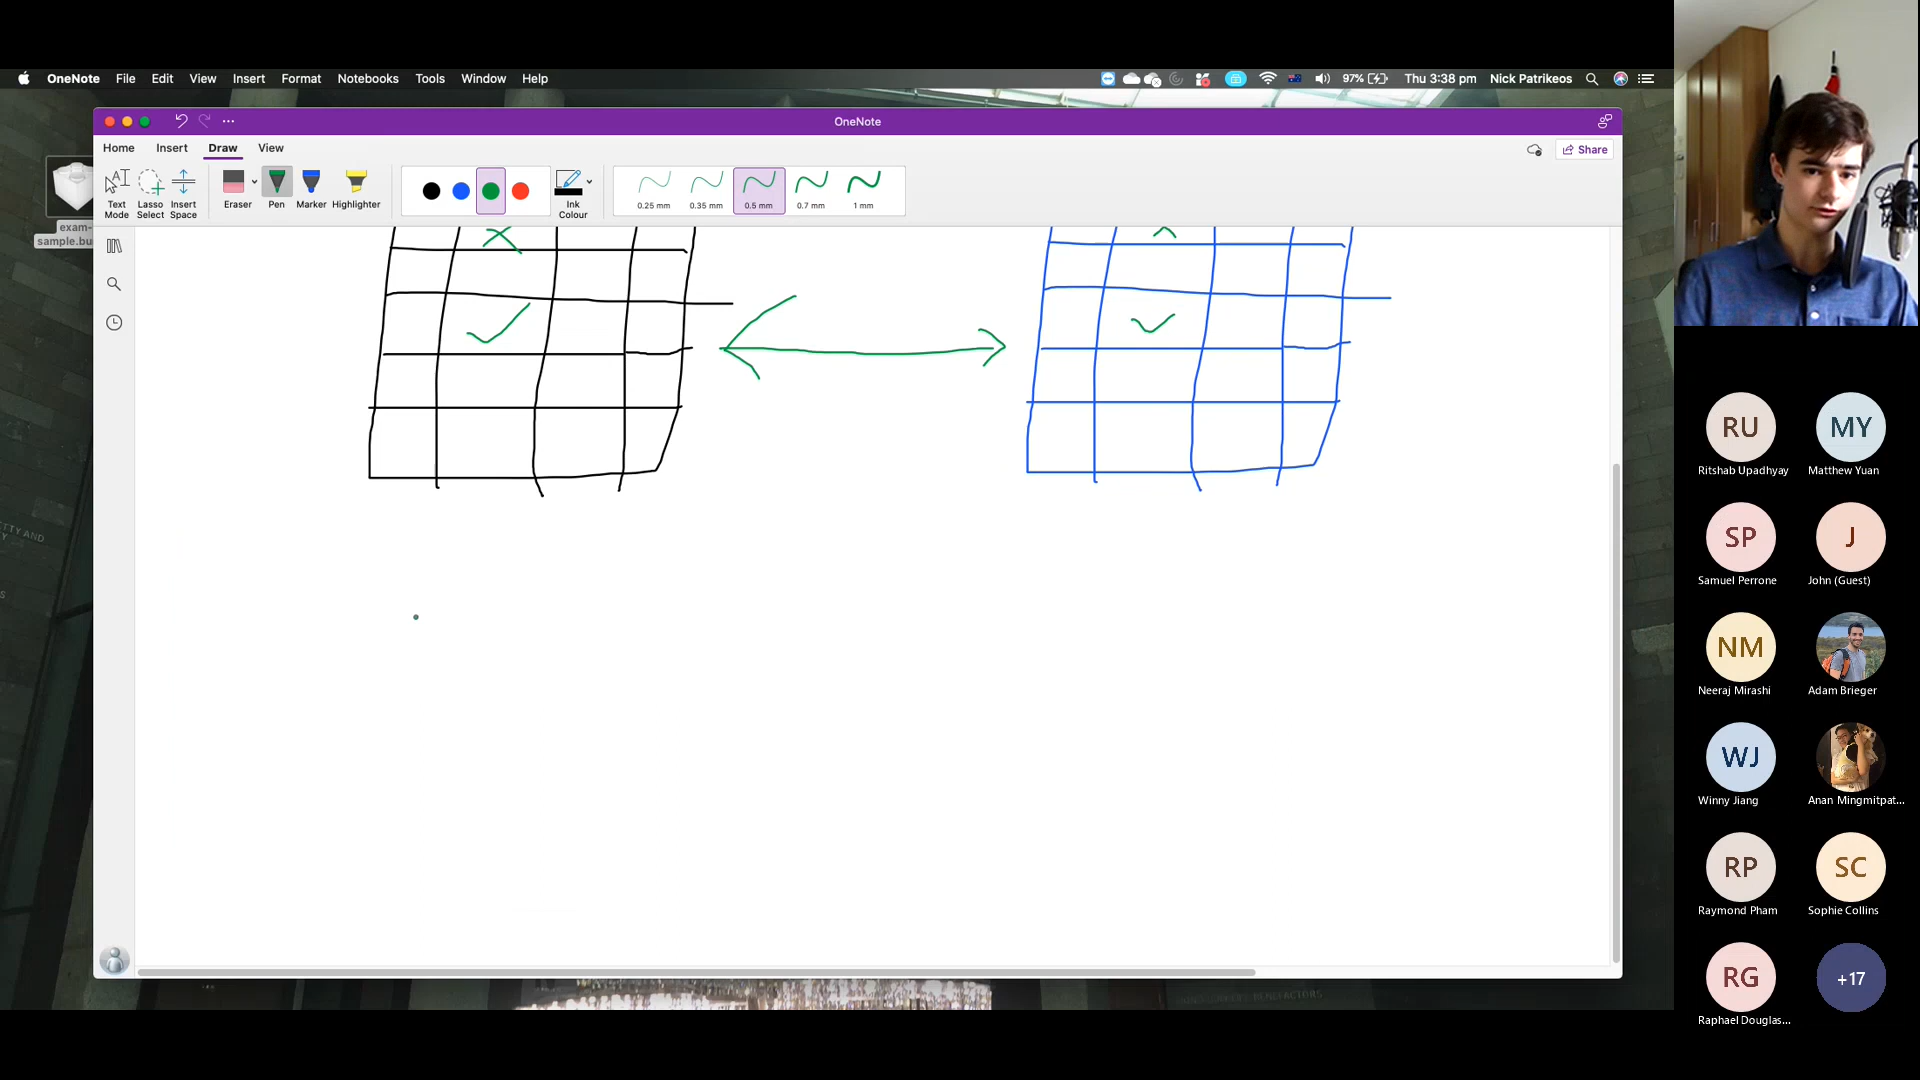 OneNote File Edit View Insert Format Notebooks Tools Window Help
97% Thu 3:38 pm Nick Patrikeos
OneNote
Home Insert Draw View
Share
Text Mode
Lasso Select
Insert Space
Eraser
Pen
Marker
Highlighter
Ink Colour
0.25 mm
0.35 mm
0.5 mm
0.7 mm
1 mm
exam-
sample.bu
ETTY AND
RU
Ritshab Upadhyay
MY
Matthew Yuan
SP
Samuel Perrone
J
John (Guest)
NM
Neeraj Mirashi
Adam Brieger
WJ
Winny Jiang
Anan Mingmitpat...
RP
Raymond Pham
SC
Sophie Collins
RG
Raphael Douglas...
+17